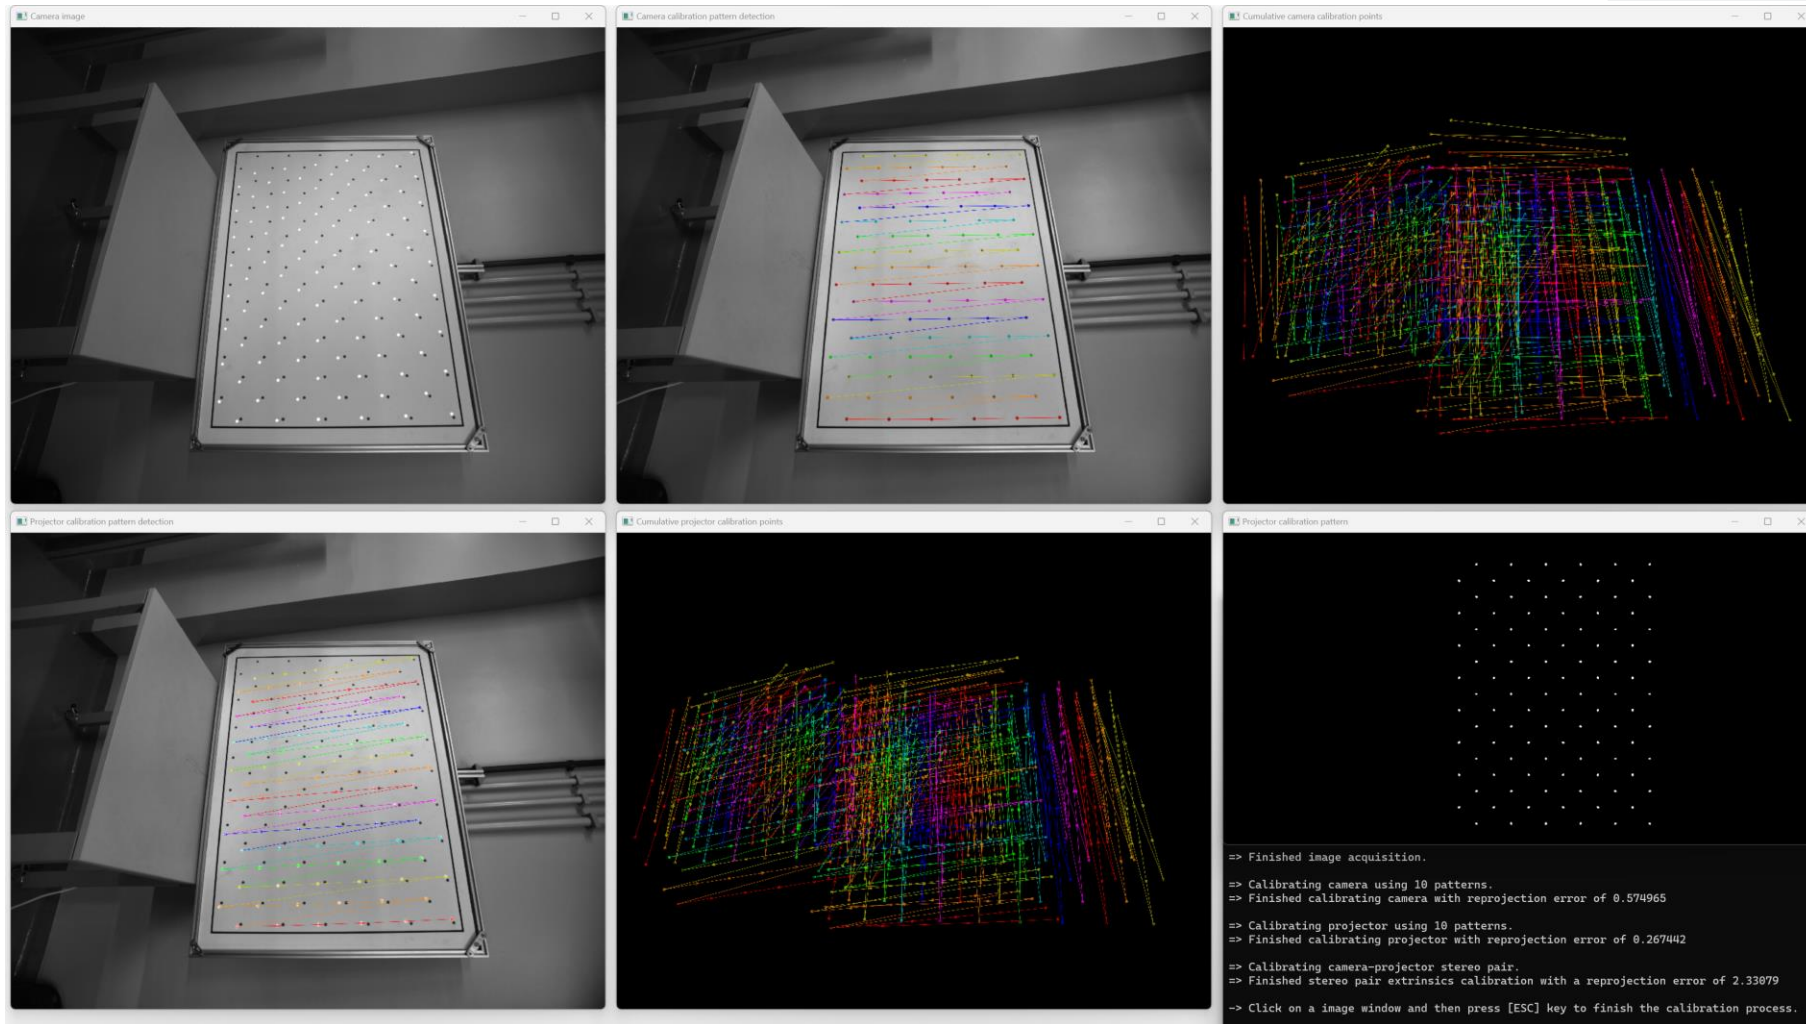 Camera image
Camera calibration pattern detection
Cumulative camera calibration points
Projector calibration pattern detection
Cumulative projector calibration points
Projector calibration pattern
=> Finished image acquisition.
=> Calibrating camera using 10 patterns.
=> Finished calibrating camera with reprojection error of 0.574965
=> Calibrating projector using 10 patterns.
=> Finished calibrating projector with reprojection error of 0.267442
=> Calibrating camera-projector stereo pair.
=> Finished stereo pair extrinsics calibration with a reprojection error of 2.33079
-> Click on a image window and then press [ESC] key to finish the calibration process.